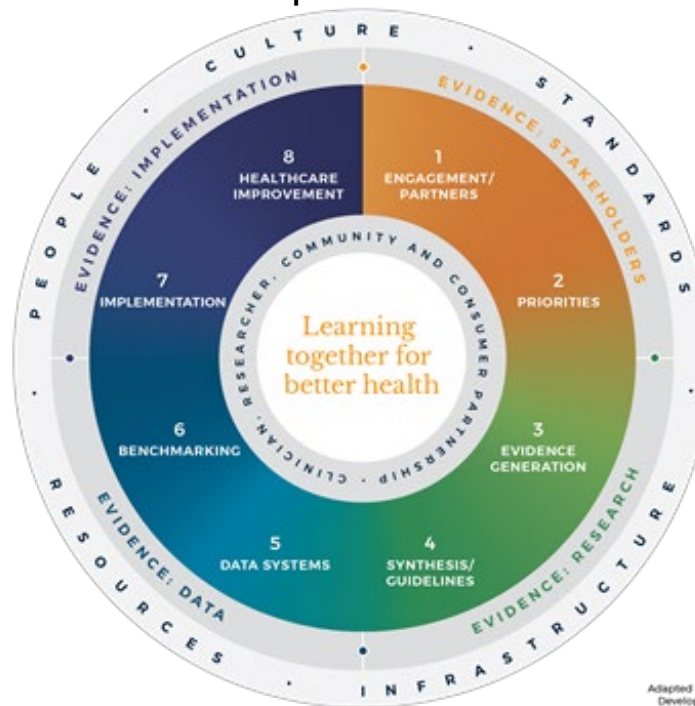 PEOPLE · CULTURE · STANDARDS · INFRASTRUCTURE · RESOURCES ·
EVIDENCE: STAKEHOLDERS
EVIDENCE: RESEARCH
EVIDENCE: DATA
EVIDENCE: IMPLEMENTATION
1
ENGAGEMENT/
PARTNERS
2
PRIORITIES
3
EVIDENCE
GENERATION
4
SYNTHESIS/
GUIDELINES
5
DATA SYSTEMS
6
BENCHMARKING
7
IMPLEMENTATION
8
HEALTHCARE
IMPROVEMENT
CLINICIAN, RESEARCHER, COMMUNITY AND CONSUMER PARTNERSHIP ·
Learning
together for
better health
Adapted